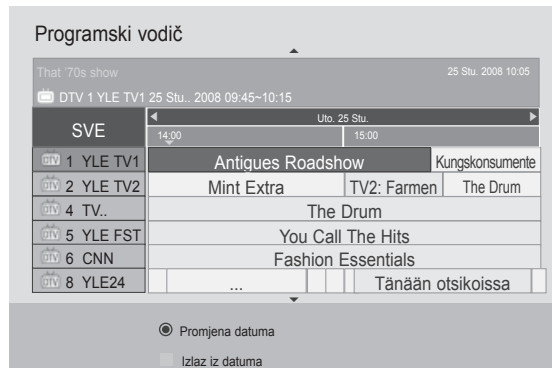 Programski vodič
That '70s show 25 Stu. 2008 10:05
DTV 1 YLE TV1 25 Stu.. 2008 09:45~10:15
SVE
Uto. 25 Stu.
14:00 15:00
DTV 1 YLE TV1 Antiques Roadshow Kungskonsumente
DTV 2 YLE TV2 Mint Extra TV2: Farmen The Drum
DTV 4 TV.. The Drum
DTV 5 YLE FST You Call The Hits
DTV 6 CNN Fashion Essentials
DTV 8 YLE24 ... Tänään otsikoissa
Promjena datuma
Izlaz iz datuma